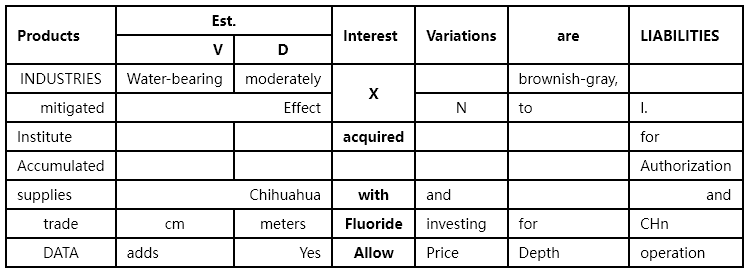 Products Est. Interest Variations are LIABILITIES
V D
INDUSTRIES Water-bearing moderately X brownish-gray,
mitigated Effect N to I.
Institute acquired for
Accumulated Authorization
supplies Chihuahua with and and
trade cm meters Fluoride investing for CHn
DATA adds Yes Allow Price Depth operation